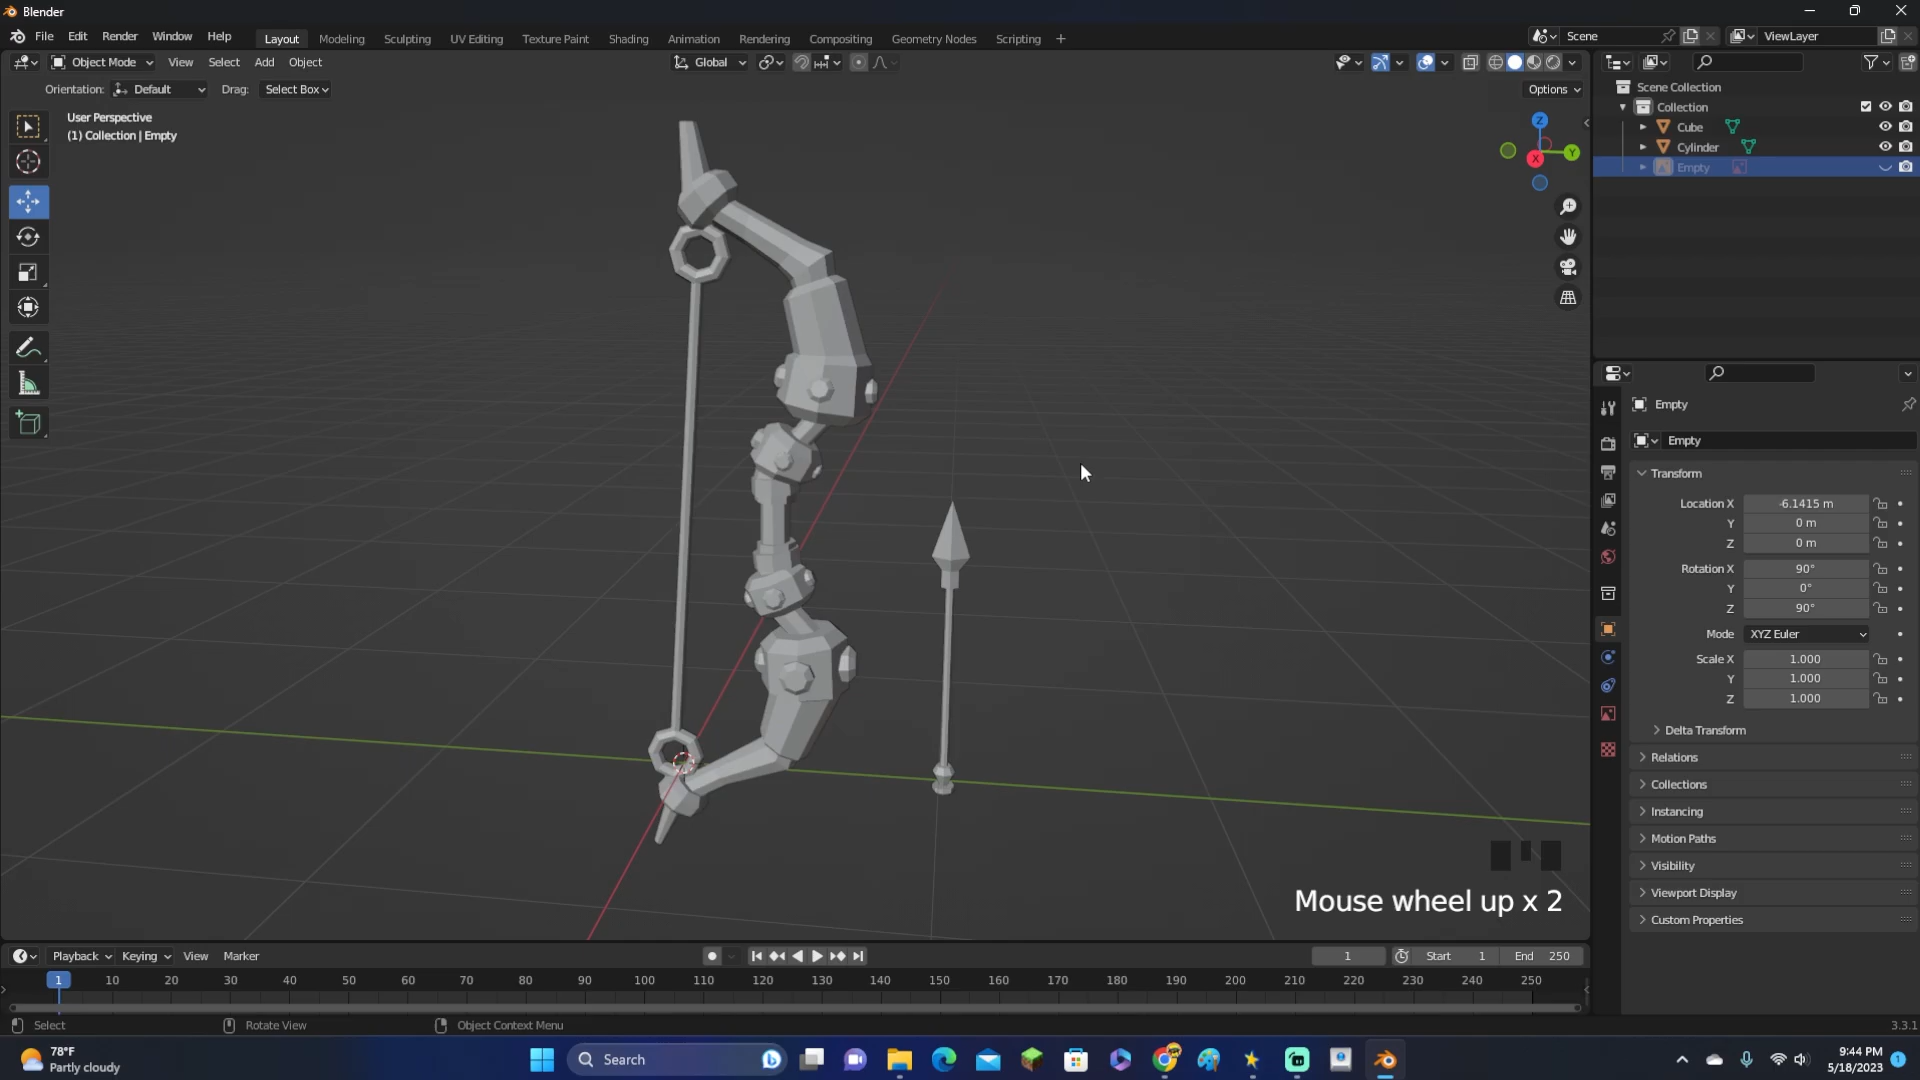 Blender
File Edit Render Window Help
Layout Modeling Sculpting UV Editing Texture Paint Shading Animation Rendering Compositing Geometry Nodes Scripting +
Scene
ViewLayer
Object Mode View Select Add Object
Global
Orientation: Default Drag: Select Box
Options
User Perspective
(1) Collection | Empty
Z
Y
X
Scene Collection
Collection
Cube
Cylinder
Empty
Empty
Empty
Transform
Location X -6.1415 m
Y 0 m
Z 0 m
Rotation X 90°
Y 0°
Z 90°
Mode XYZ Euler
Scale X 1.000
Y 1.000
Z 1.000
Delta Transform
Relations
Collections
Instancing
Motion Paths
Visibility
Viewport Display
Custom Properties
Mouse wheel up x 2
Playback Keying View Marker
1 Start 1 End 250
1 10 20 30 40 50 60 70 80 90 100 110 120 130 140 150 160 170 180 190 200 210 220 230 240 250
Select Rotate View Object Context Menu
3.3.1
78°F
Partly cloudy
Search
9:44 PM
5/18/2023
1